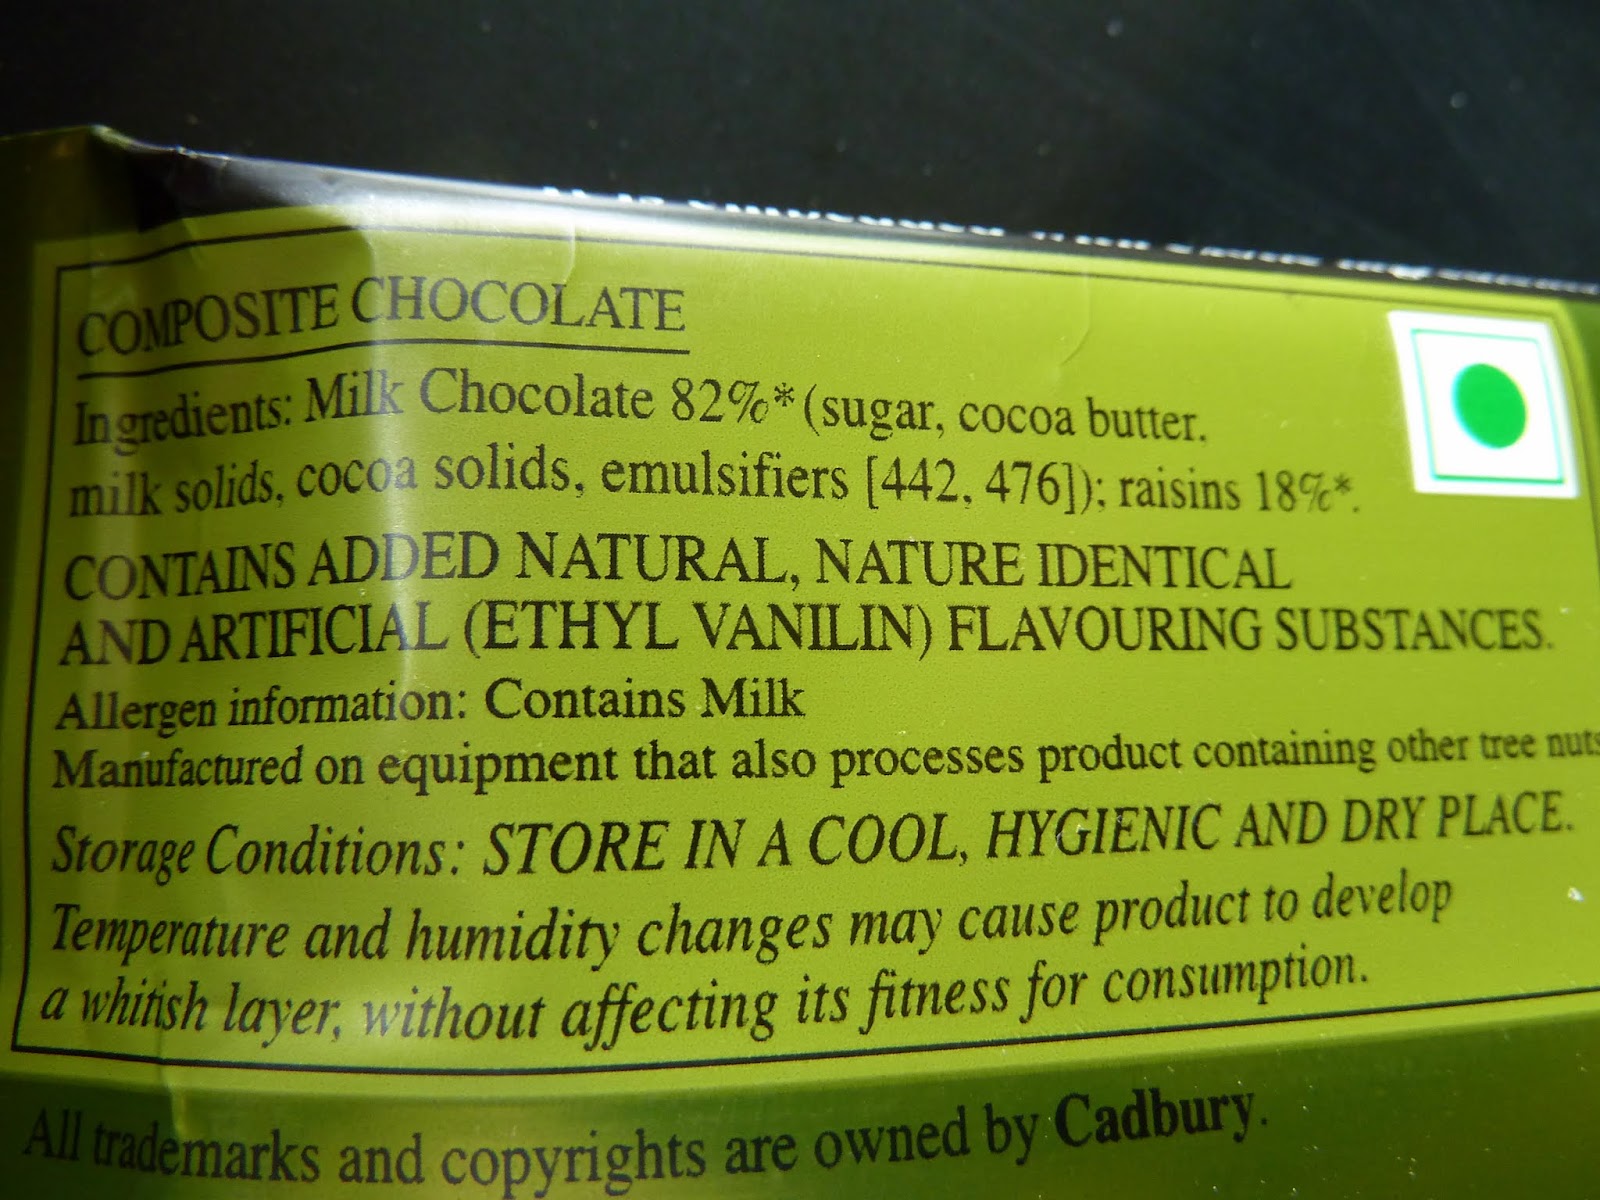 COMPOSITE CHOCOLATE
Ingredients: Milk Chocolate 82%* (sugar, cocoa butter.
milk solids, cocoa solids, emulsifiers [442, 476]); raisins 18%*.
CONTAINS ADDED NATURAL, NATURE IDENTICAL
AND ARTIFICIAL (ETHYL VANILIN) FLAVOURING SUBSTANCES.
Allergen information: Contains Milk
Manufactured on equipment that also processes product containing other tree nuts
Storage Conditions: STORE IN A COOL, HYGIENIC AND DRY PLACE.
Temperature and humidity changes may cause product to develop
a whitish layer, without affecting its fitness for consumption.
All trademarks and copyrights are owned by Cadbury.